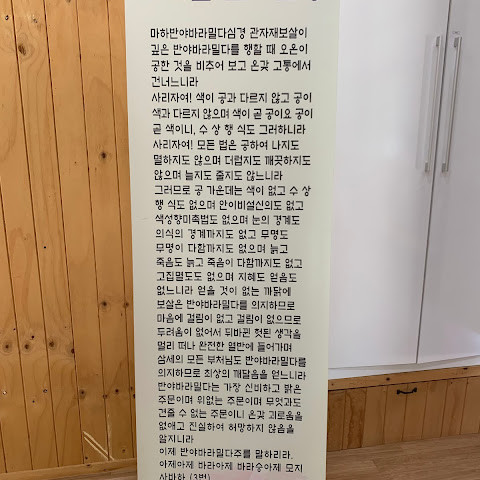 마하반야바라밀다심경 관자재보살이
깊은 반야바라밀다를 행할 때 오온이
공한 것을 비추어 보고 온갖 고통에서
건너느니라
사리자여! 색이 공과 다르지 않고 공이
색과 다르지 않으며 색이 곧 공이요 공이
곧 색이니, 수 상 행 식도 그러하니라
사리자여! 모든 법은 공하여 나지도
멸하지도 않으며 더럽지도 깨끗하지도
않으며 늘지도 줄지도 않느니라
그러므로 공 가운데는 색이 없고 수 상
행 식도 없으며 안이비설신의도 없고
색성향미촉법도 없으며 눈의 경계도
의식의 경계까지도 없고 무명도
무명이 다함까지도 없으며 늙고
죽음도 늙고 죽음이 다함까지도 없고
고집멸도도 없으며 지혜도 얻음도
없느니라 얻을 것이 없는 까닭에
보살은 반야바라밀다를 의지하므로
마음에 걸림이 없고 걸림이 없으므로
두려움이 없어서 뒤바뀐 헛된 생각을
멀리 떠나 완전한 열반에 들어가며
삼세의 모든 부처님도 반야바라밀다를
의지하므로 최상의 깨달음을 얻느니라
반야바라밀다는 가장 신비하고 밝은
주문이며 위없는 주문이며 무엇과도
견줄 수 없는 주문이니 온갖 괴로움을
없애고 진실하여 허망하지 않음을
알지니라
이제 반야바라밀다주를 말하리라.
아제아제 바라아제 바라승아제 모지
사바하 (3번)